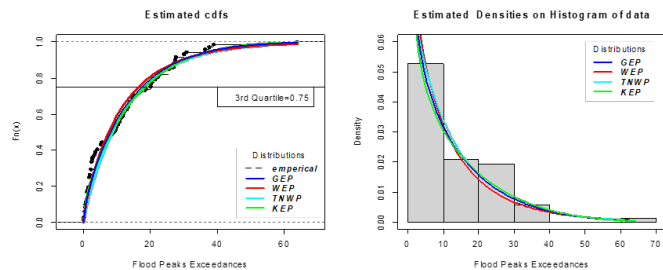 Estimated cdfs
Fn(x)
1.0
0.8
0.6
0.4
0.2
0.0
3rd Quartile=0.75
Distributions
emperical
GEP
WEP
TNWP
KEP
0 20 40 60
Flood Peaks Exceedances
Estimated Densities on Histogram of data
Density
0.06
0.05
0.04
0.03
0.02
0.01
0.00
Distributions
GEP
WEP
TNWP
KEP
0 10 20 30 40 50 60 70
Flood Peaks Exceedances